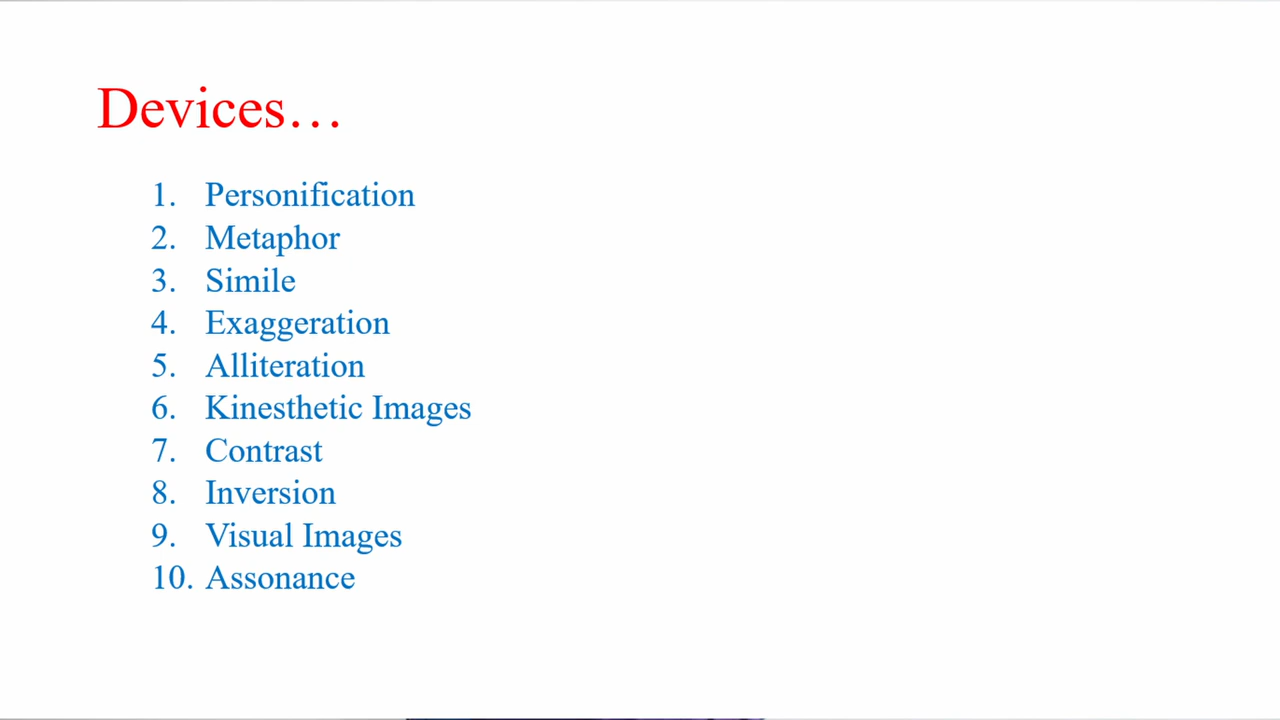 Devices…
1. Personification
2. Metaphor
3. Simile
4. Exaggeration
5. Alliteration
6. Kinesthetic Images
7. Contrast
8. Inversion
9. Visual Images
10. Assonance